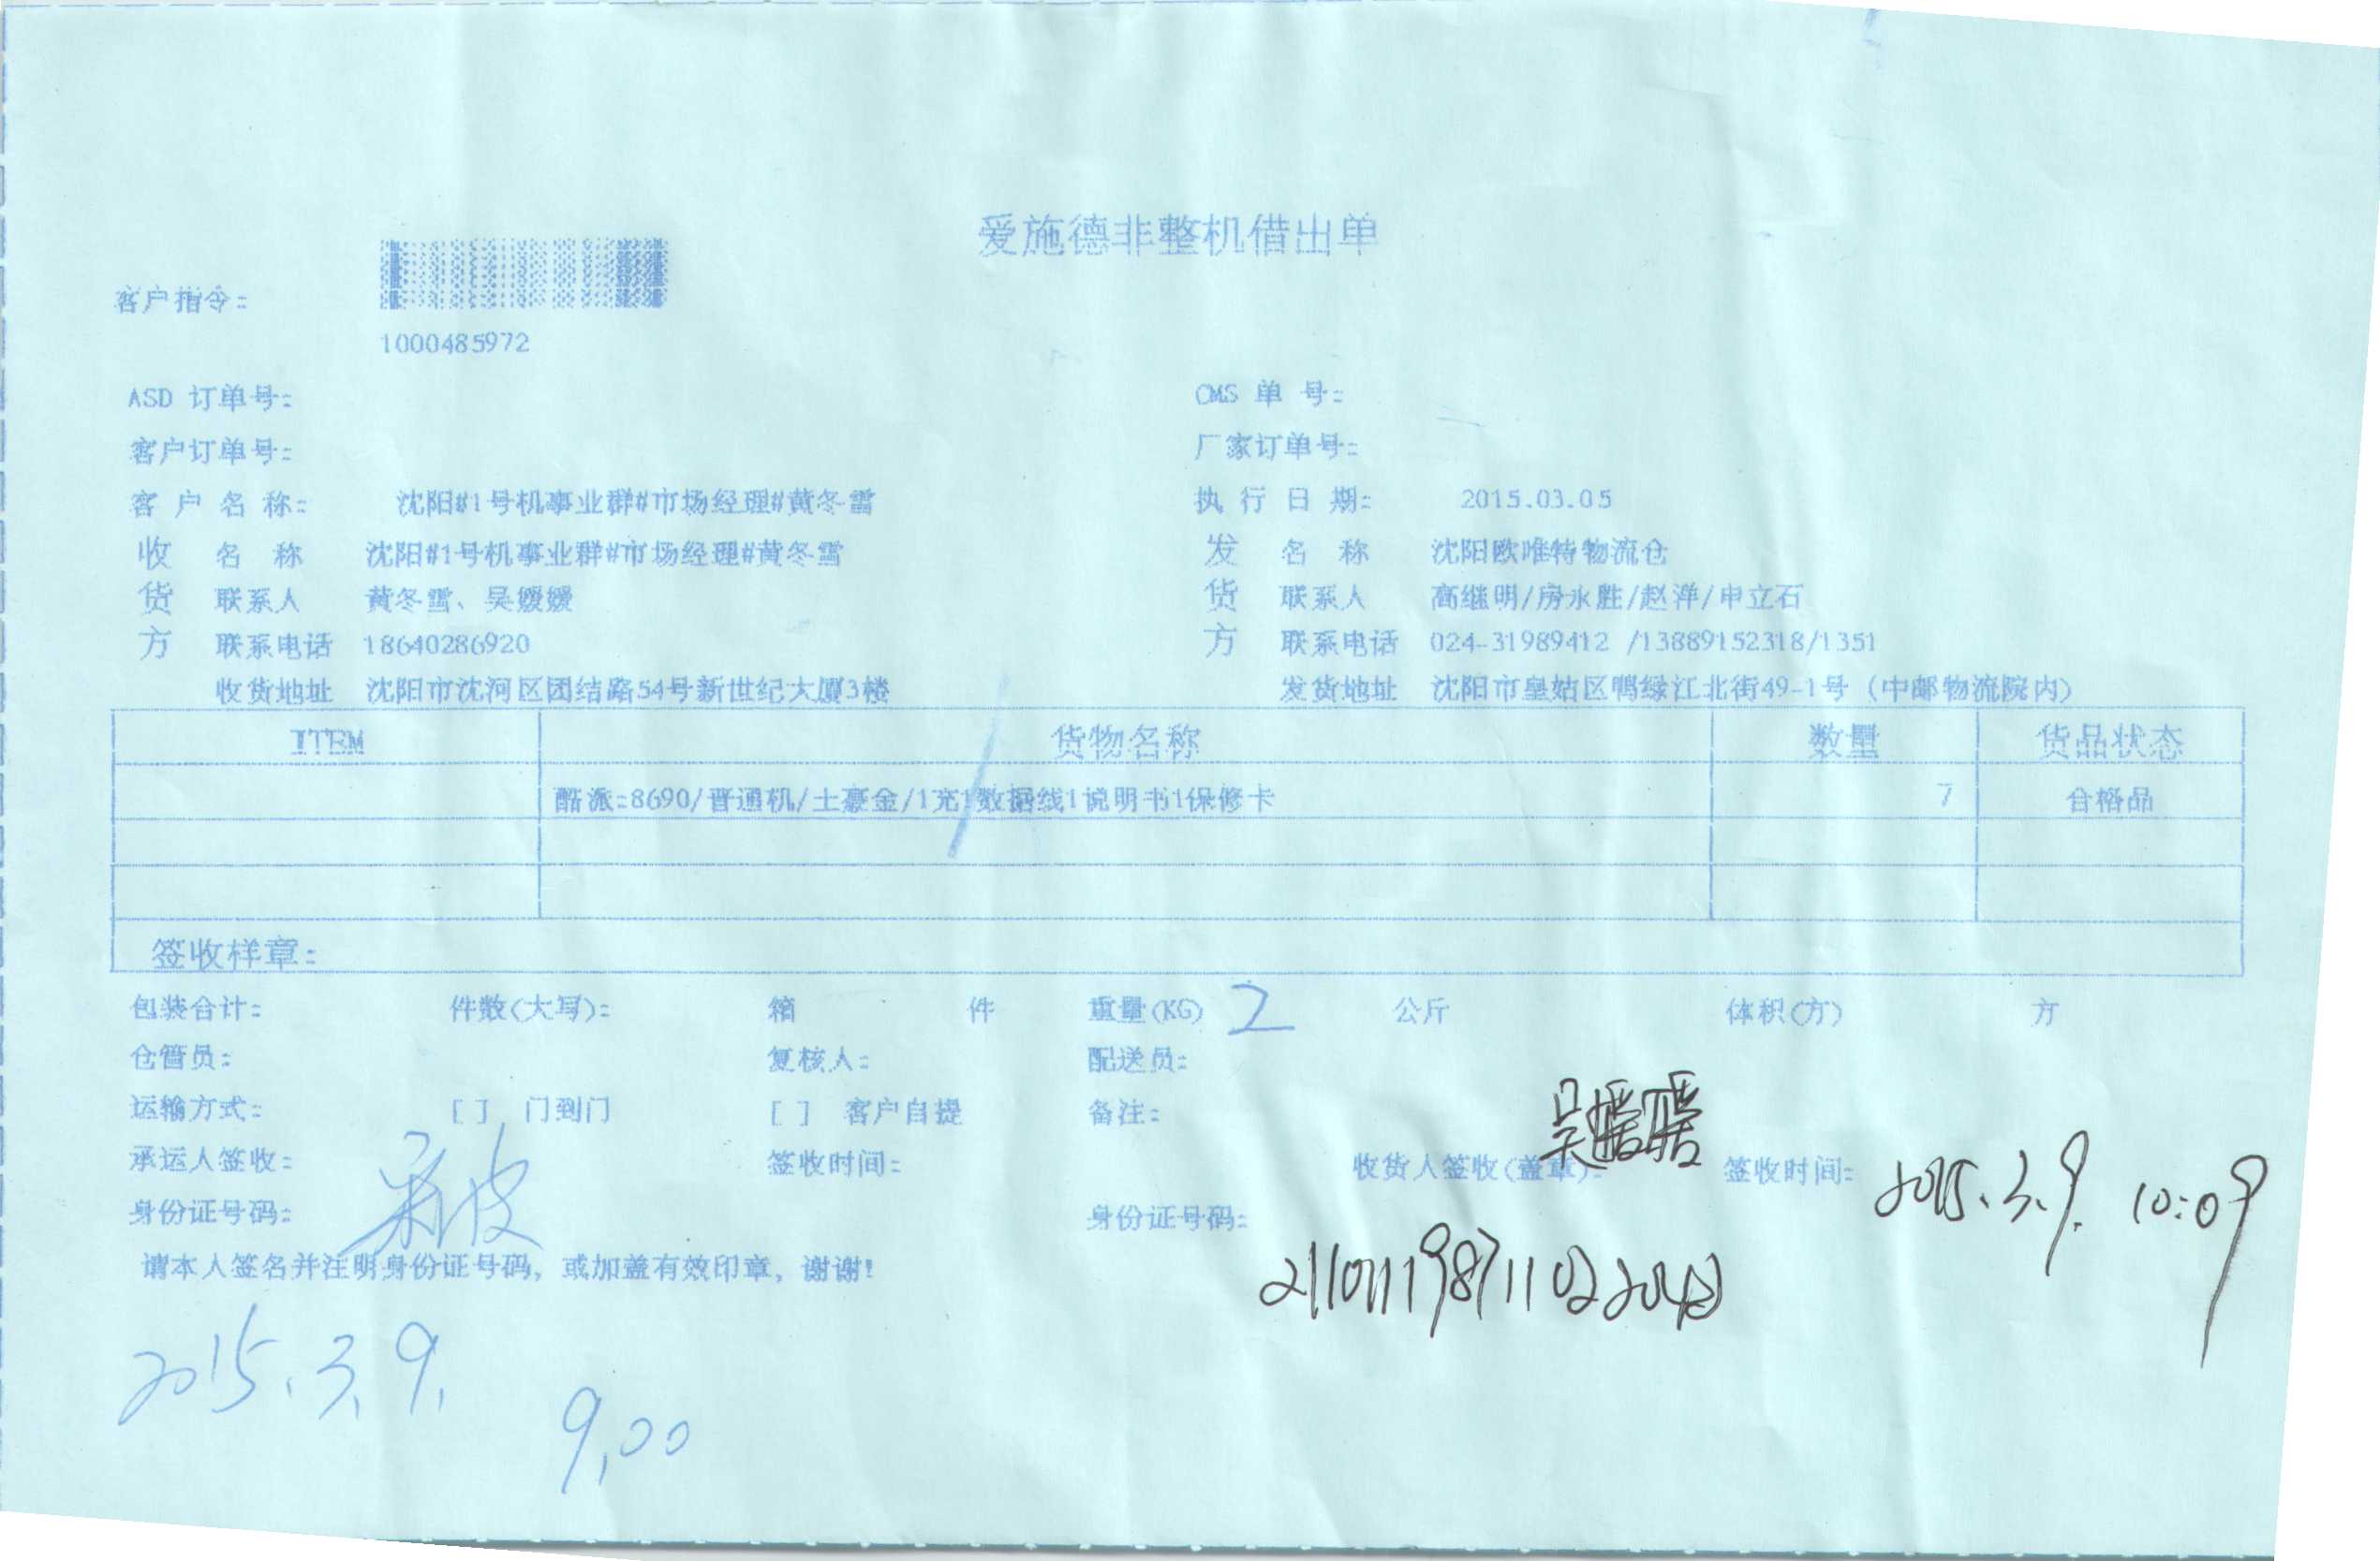 爱施德非整机借出单
客户指令:
1000485972
ASD 订单号: CMS 单 号:
客户订单号: 厂家订单号:
客 户 名 称: 沈阳#1号机事业群#市场经理#黄冬雪 执 行 日 期: 2015.03.05
收 名 称 沈阳#1号机事业群#市场经理#黄冬雪 发 名 称 沈阳欧唯特物流仓
货 联系人 黄冬雪、吴媛媛 货 联系人 高继明/房永胜/赵洋/申立石
方 联系电话 18640286920 方 联系电话 024-31989412 /13889152318/1351
收货地址 沈阳市沈河区团结路54号新世纪大厦3楼 发货地址 沈阳市皇姑区鸭绿江北街49-1号 (中邮物流院内)
ITEM 货物名称 数量 货品状态
酷派:8690/普通机/土豪金/1充1数据线1说明书1保修卡 7 合格品
签收样章:
包装合计: 件数(大写): 箱 件 重量(KG) 2 公斤 体积(方) 方
仓管员: 复核人: 配送员:
运输方式: [ ] 门到门 [ ] 客户自提 备注:
承运人签收: 签收时间: 收货人签收(盖章): 吴媛媛 签收时间: 2015.3.9. 10:09
身份证号码: 身份证号码:
请本人签名并注明身份证号码, 或加盖有效印章, 谢谢!
2015.3.9.
9,00